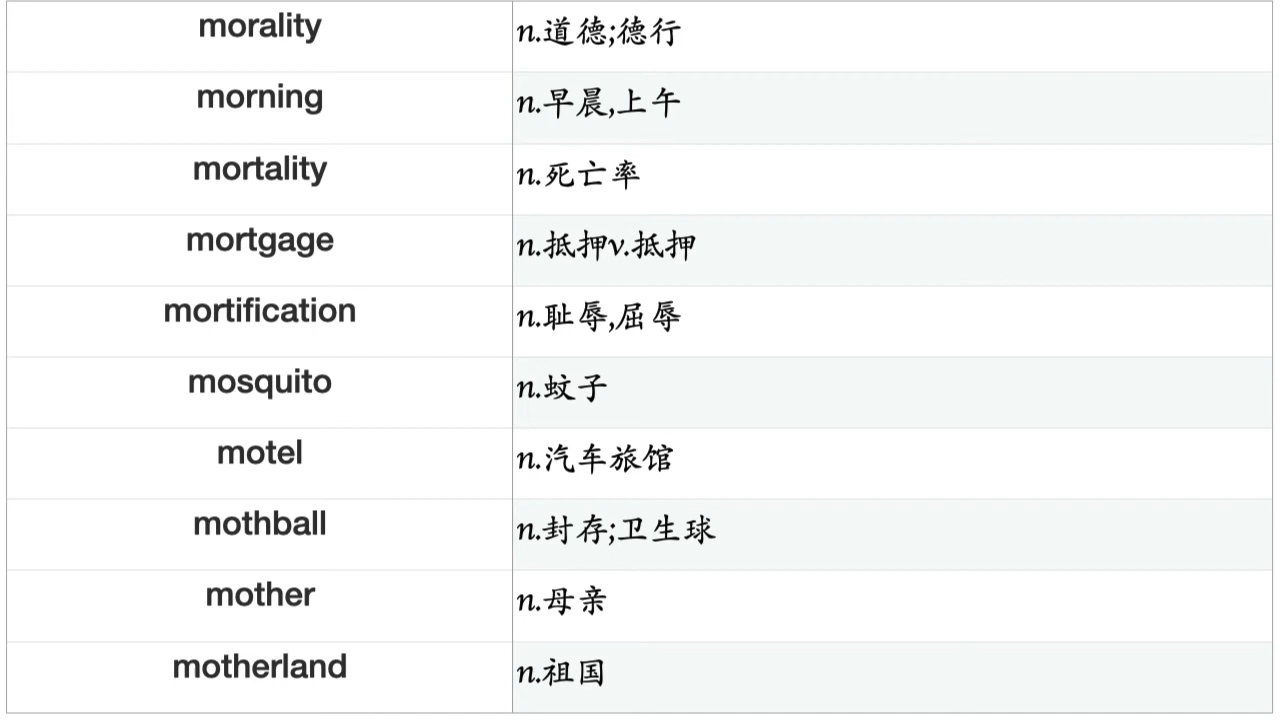 morality n.道德;德行
morning n.早晨,上午
mortality n.死亡率
mortgage n.抵押v.抵押
mortification n.耻辱,屈辱
mosquito n.蚊子
motel n.汽车旅馆
mothball n.封存;卫生球
mother n.母亲
motherland n.祖国